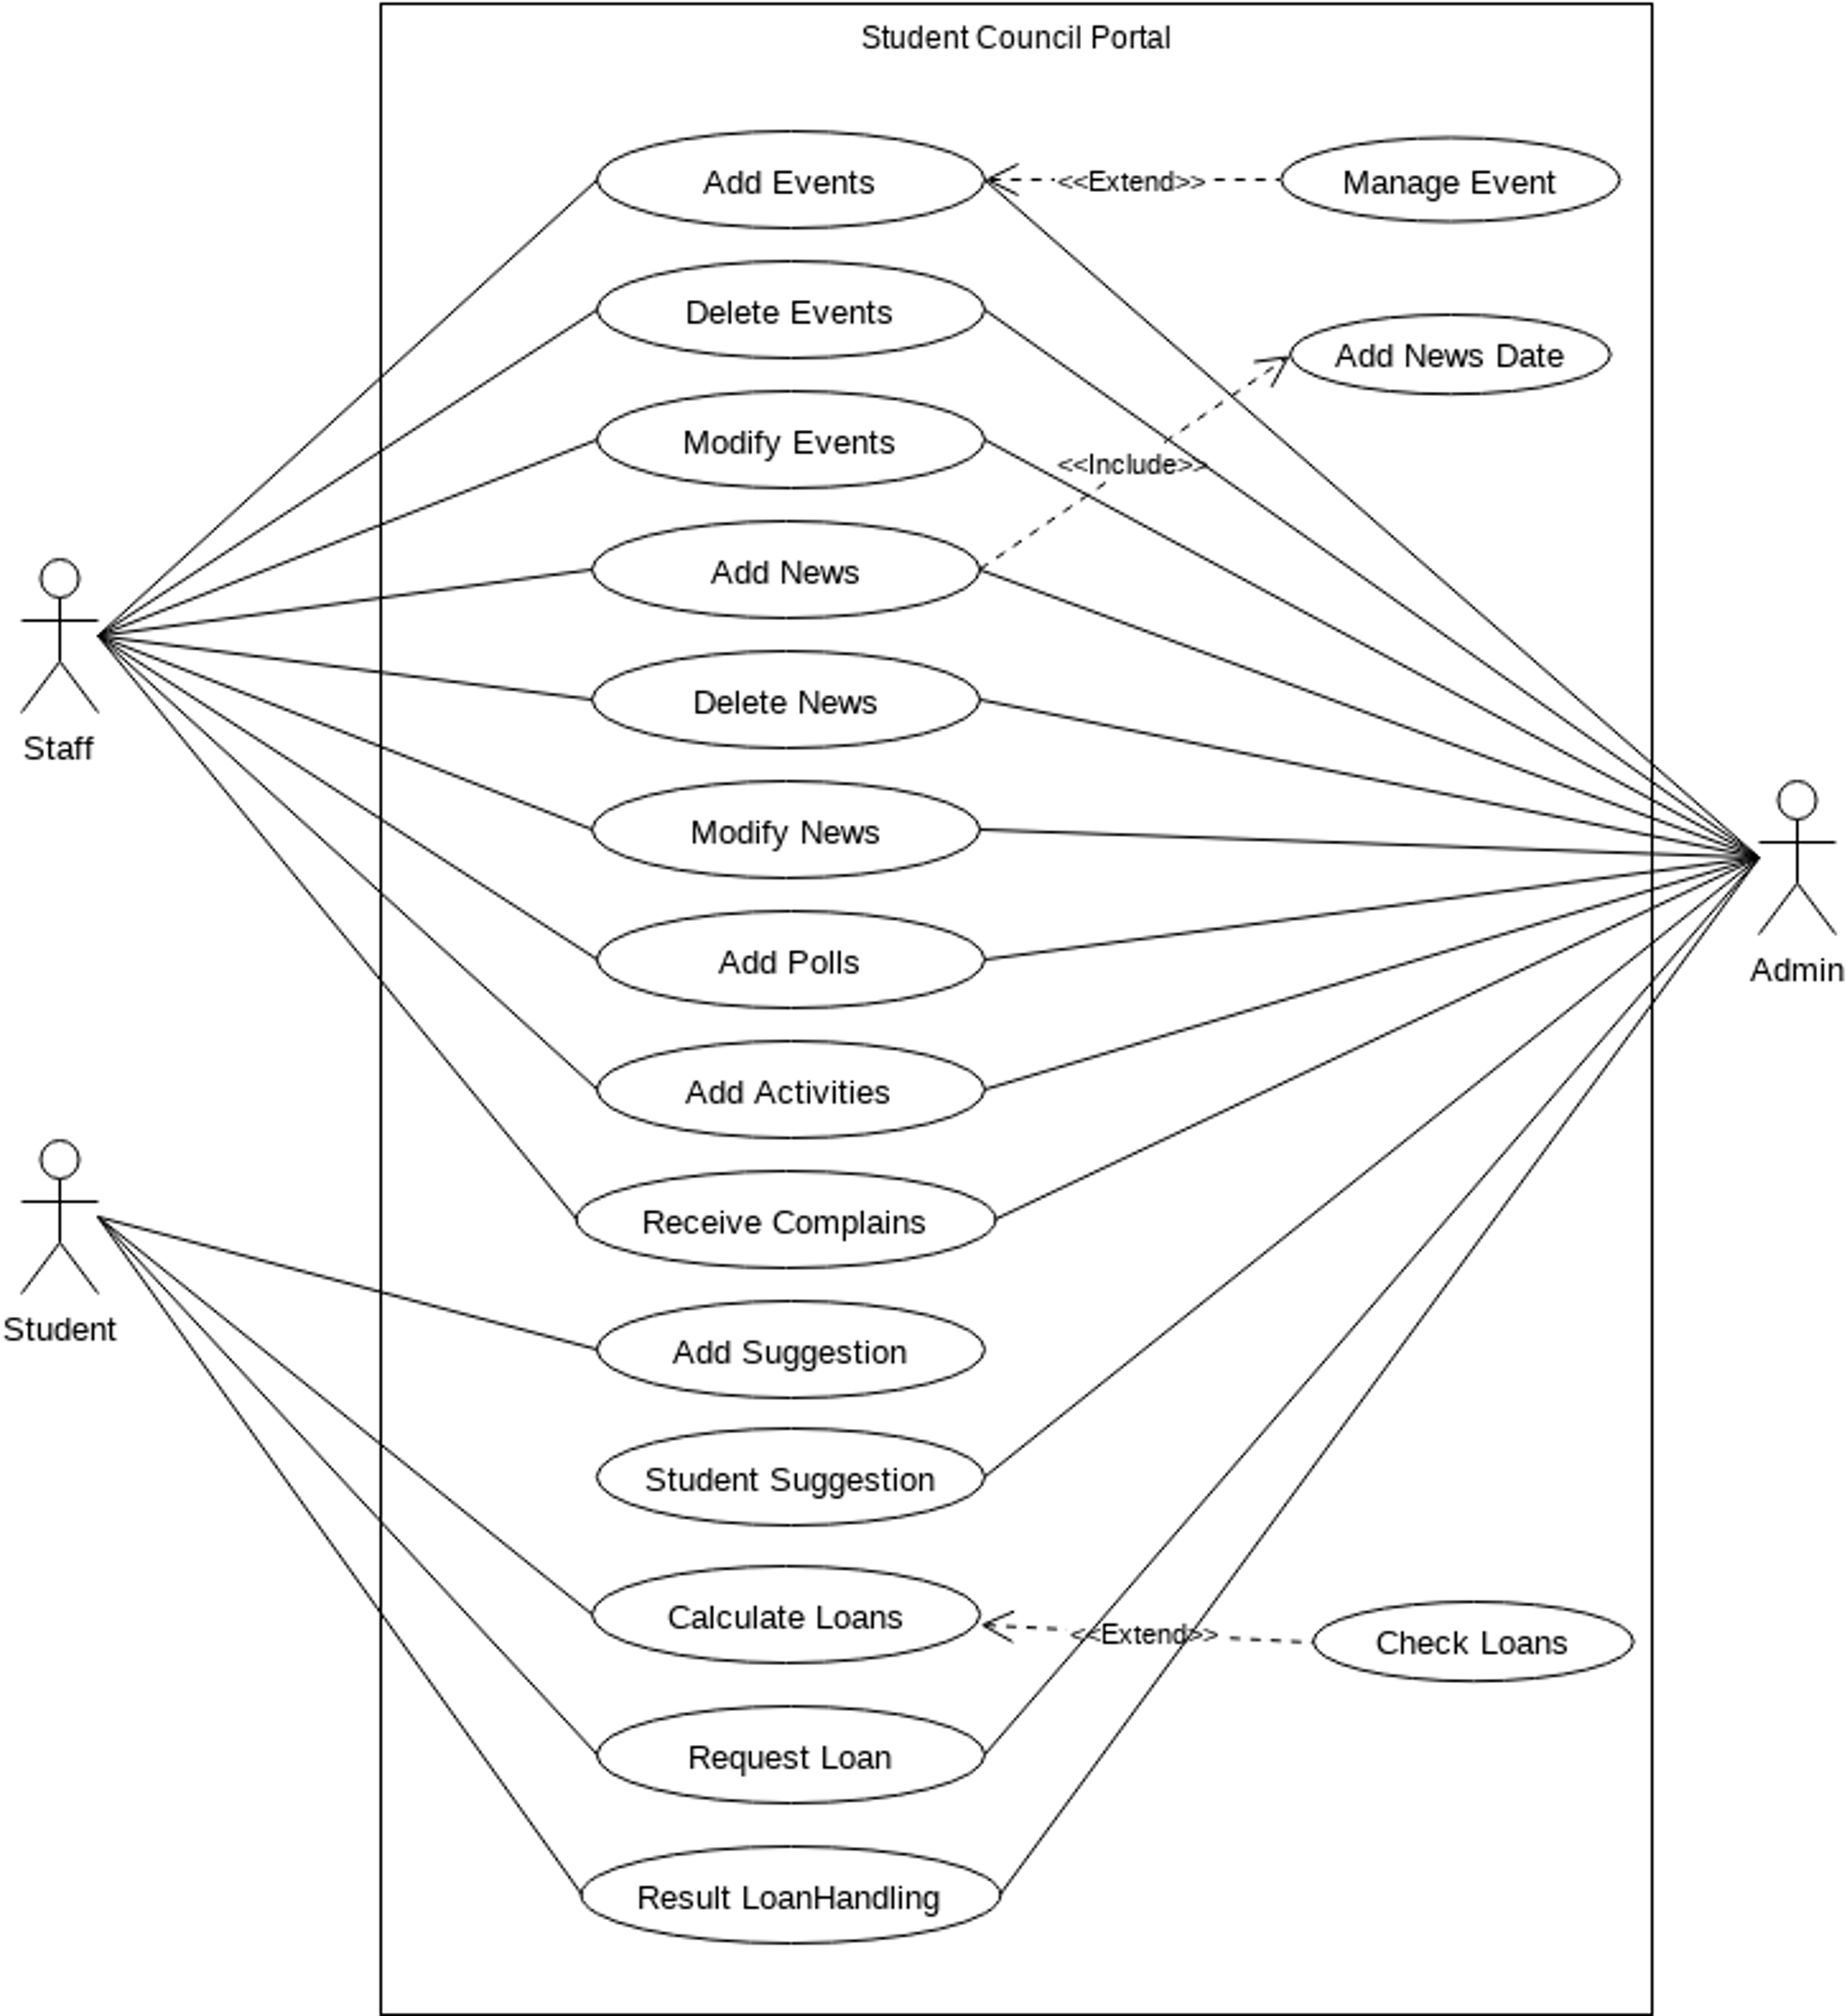 Student Council Portal
Add Events
<<Extend>>
Manage Event
Delete Events
Add News Date
Modify Events
<<Include>>
Add News
Delete News
Staff
Modify News
Add Polls
Admin
Add Activities
Receive Complains
Student
Add Suggestion
Student Suggestion
Calculate Loans
<<Extend>>
Check Loans
Request Loan
Result LoanHandling